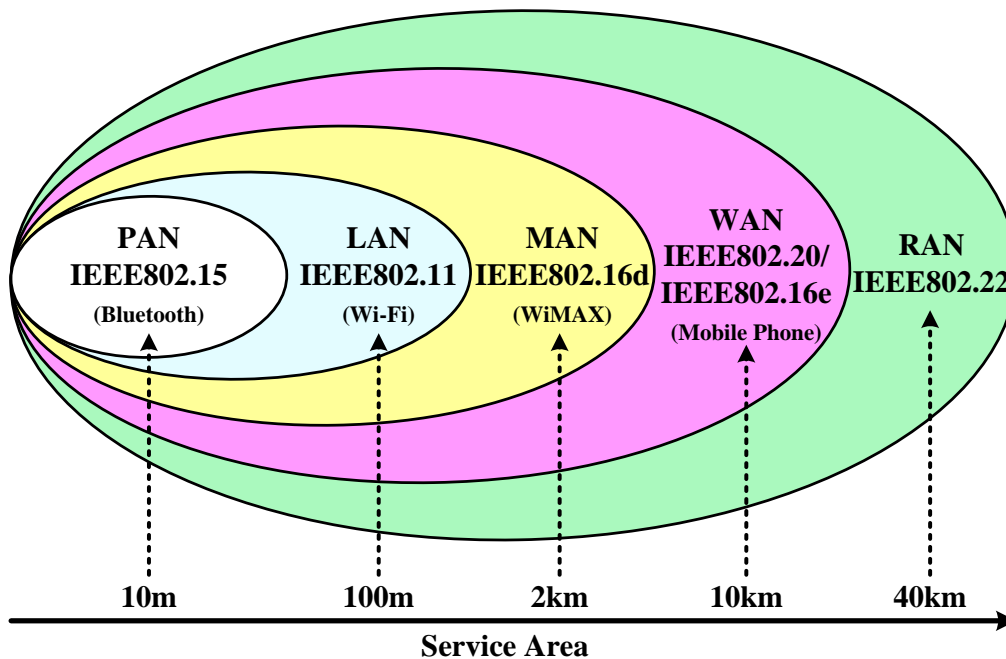 PAN
IEEE802.15
(Bluetooth)
LAN
IEEE802.11
(Wi-Fi)
MAN
IEEE802.16d
(WiMAX)
WAN
IEEE802.20/
IEEE802.16e
(Mobile Phone)
RAN
IEEE802.22
10m
100m
2km
10km
40km
Service Area